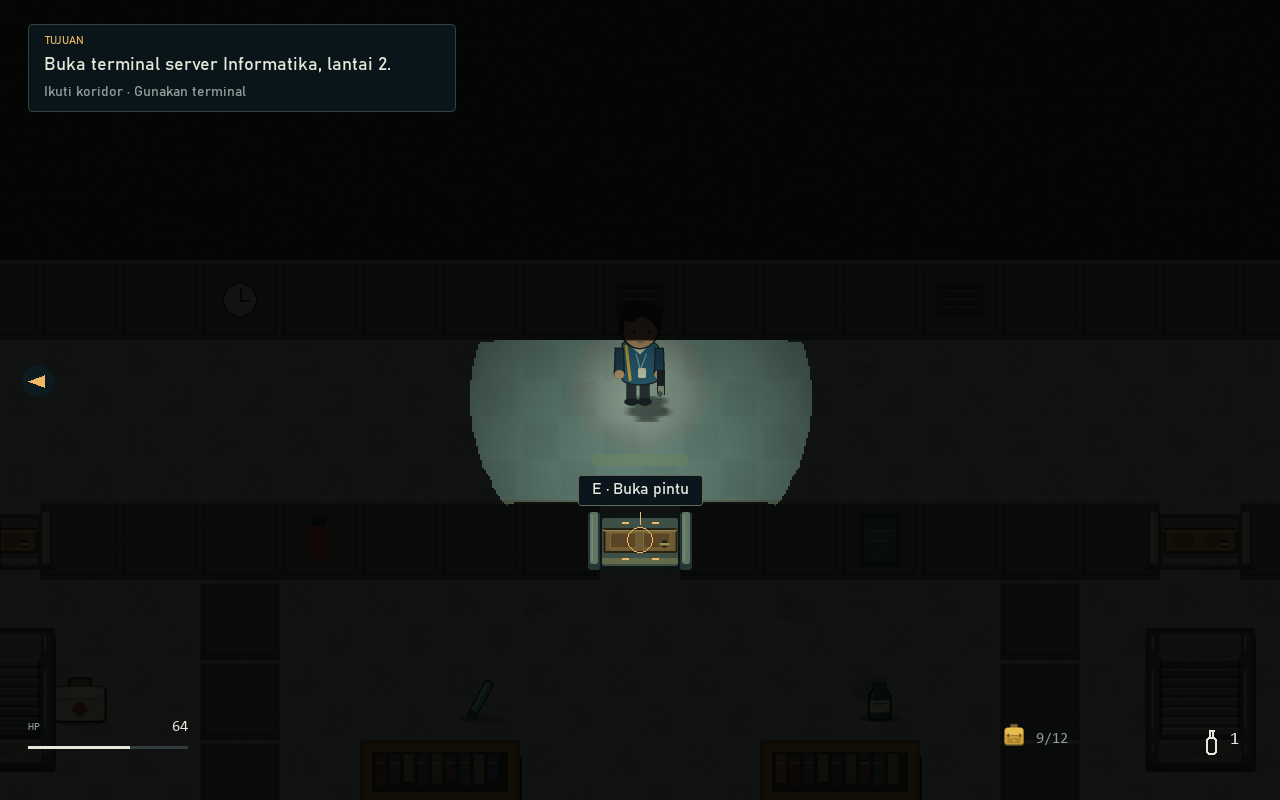 TUJUAN
Buka terminal server Informatika, lantai 2.
Ikuti koridor · Gunakan terminal
E · Buka pintu
HP 64
9/12
1